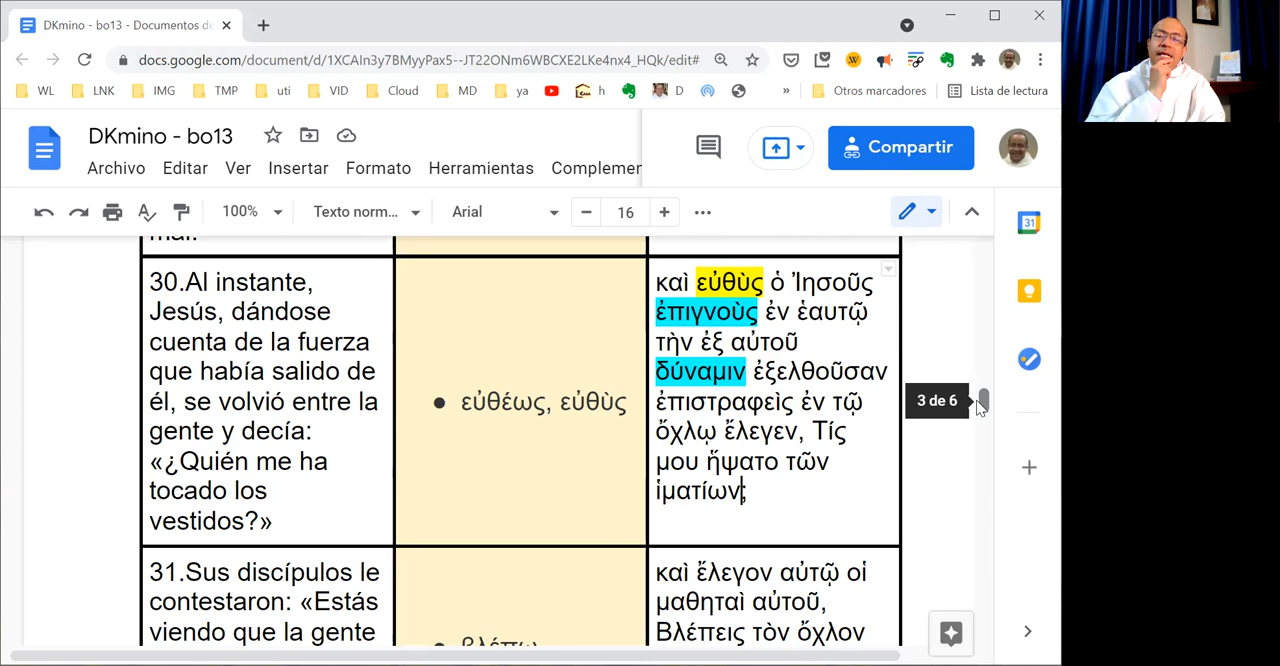 DKmino - bo13 - Documentos de
docs.google.com/document/d/1XCAIn3y7BMyyPax5--JT22ONm6WBCXE2LKe4nx4_HQk/edit#
WL LNK IMG TMP uti VID Cloud MD ya h D » Otros marcadores Lista de lectura
DKmino - bo13
Compartir
Archivo Editar Ver Insertar Formato Herramientas Complemen
100% Texto norm... Arial 16
31
mal.
30.Al instante,
Jesús, dándose
cuenta de la fuerza
que había salido de
él, se volvió entre la
gente y decía:
«¿Quién me ha
tocado los
vestidos?»
● εὐθέως, εὐθὺς
καὶ εὐθὺς ὁ Ἰησοῦς
ἐπιγνοὺς ἐν ἑαυτῷ
τὴν ἐξ αὐτοῦ
δύναμιν ἐξελθοῦσαν
ἐπιστραφεὶς ἐν τῷ
ὄχλῳ ἔλεγεν, Τίς
μου ἥψατο τῶν
ἱματίων;
3 de 6
31.Sus discípulos le
contestaron: «Estás
viendo que la gente
● βλέπω
καὶ ἔλεγον αὐτῷ οἱ
μαθηταὶ αὐτοῦ,
Βλέπεις τὸν ὄχλον